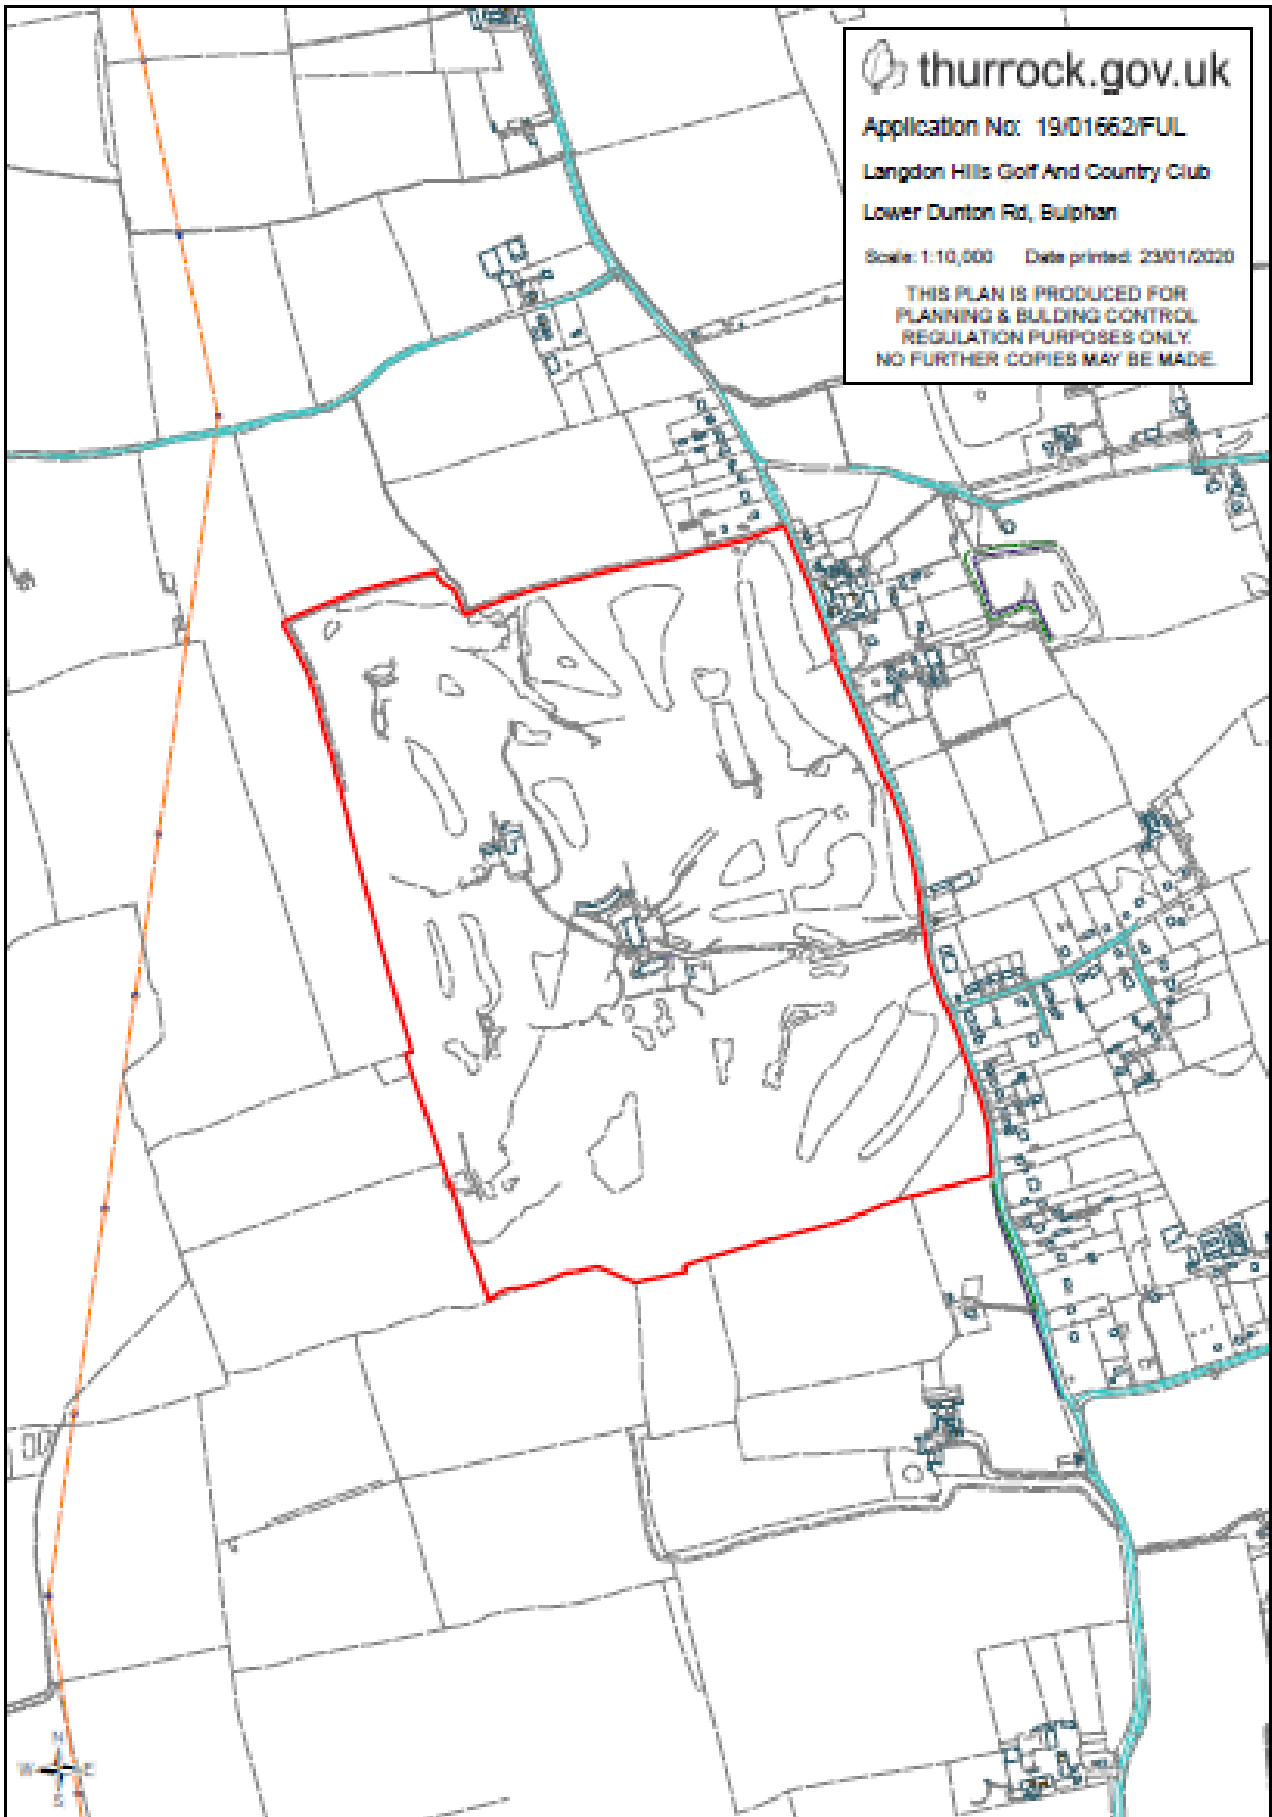 thurrock.gov.uk
Application No: 19/01662/FUL
Langdon Hills Golf And Country Club
Lower Dunton Rd, Bulphan
Scale: 1:10,000 Date printed: 23/01/2020
THIS PLAN IS PRODUCED FOR
PLANNING & BULDING CONTROL
REGULATION PURPOSES ONLY.
NO FURTHER COPIES MAY BE MADE.
N
W E
S